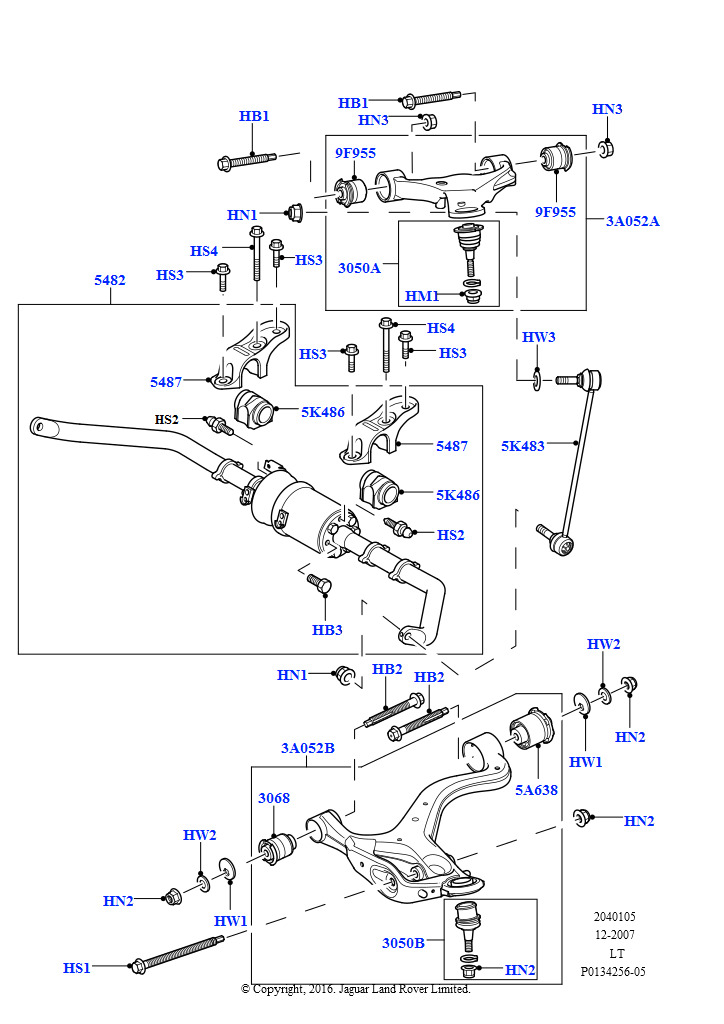 HB1
HN3
HN3
HB1
9F955
9F955
HN1
3A052A
HS4
HS3
HS3
3050A
5482
HM1
HS4
HS3
HS3
HW3
5487
5K486
HS2
5487
5K483
5K486
HS2
HB3
HN1
HB2
HB2
HW2
HN2
3A052B
HW1
5A638
3068
HN2
HW2
HN2
HW1
3050B
HN2
HS1
2040105
12-2007
LT
P0134256-05
© Copyright, 2016. Jaguar Land Rover Limited.